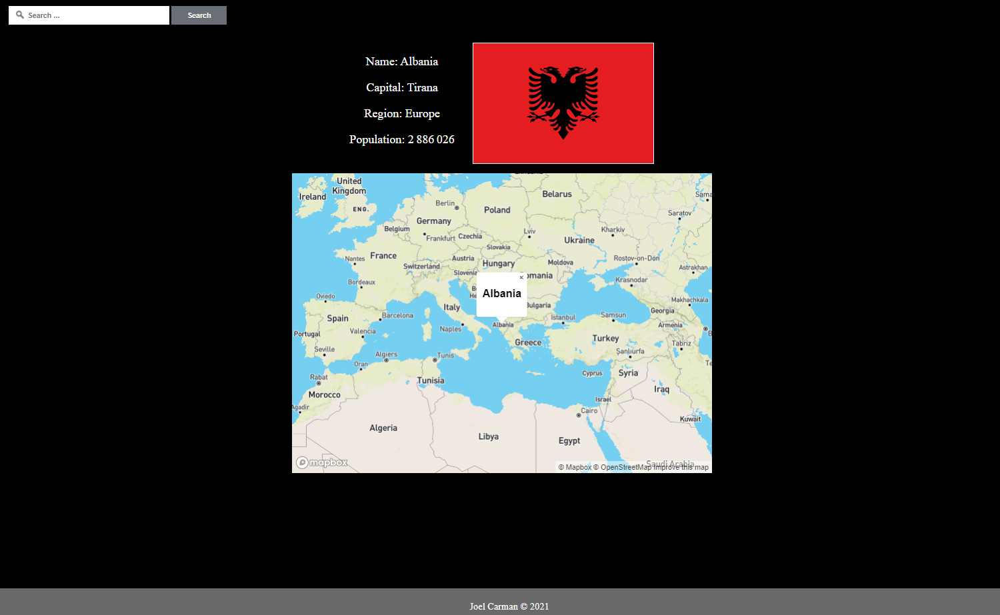 Search ...
Search
Name: Albania
Capital: Tirana
Region: Europe
Population: 2 886 026
United
Kingdom
Ireland
ENG.
Berlin
Poland
Belarus
Sama
Saratov
Germany
Belgium
Frankfurt
Czechia
Lviv
Ukraine
Kharkiv
Slovakia
Nantes
France
Austria
Switzerland
Hungary
Moldova
Rostov-on-Don
Astrakhan
Slovenia
omania
Bordeaux
Krasnodar
×
Albania
Oviedo
Italy
Bulgaria
Makhachkala
Georgia
Spain
Barcelona
Istanbul
Samsun
Armenia
Portugal
Valencia
Naples
Albania
Greece
Turkey
Tabriz
Seville
Algiers
Tunis
Şanlıurfa
Oran
Cyprus
Syria
Rabat
Tunisia
Iraq
Morocco
Israel
Agadir
Cairo
Kuwait
Algeria
Libya
Egypt
Saudi Arabia
mapbox
© Mapbox © OpenStreetMap Improve this map
Joel Carman © 2021